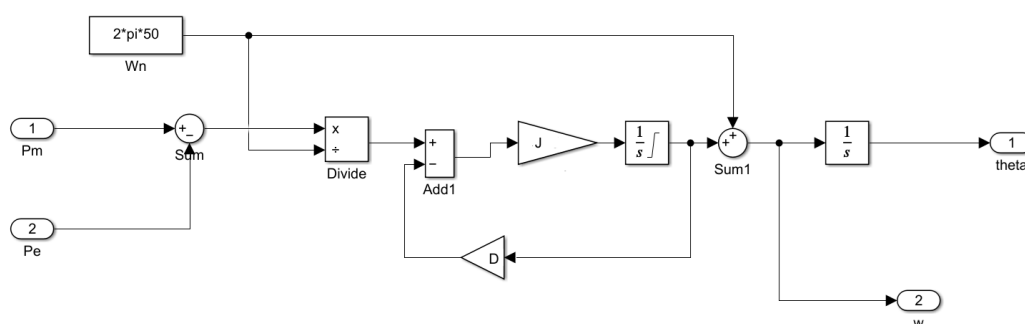 2*pi*50
Wn
1
Pm
+
−
Sum
2
Pe
x
÷
Divide
+
−
Add1
J
1
s
D
+
+
Sum1
1
s
1
theta
2
w